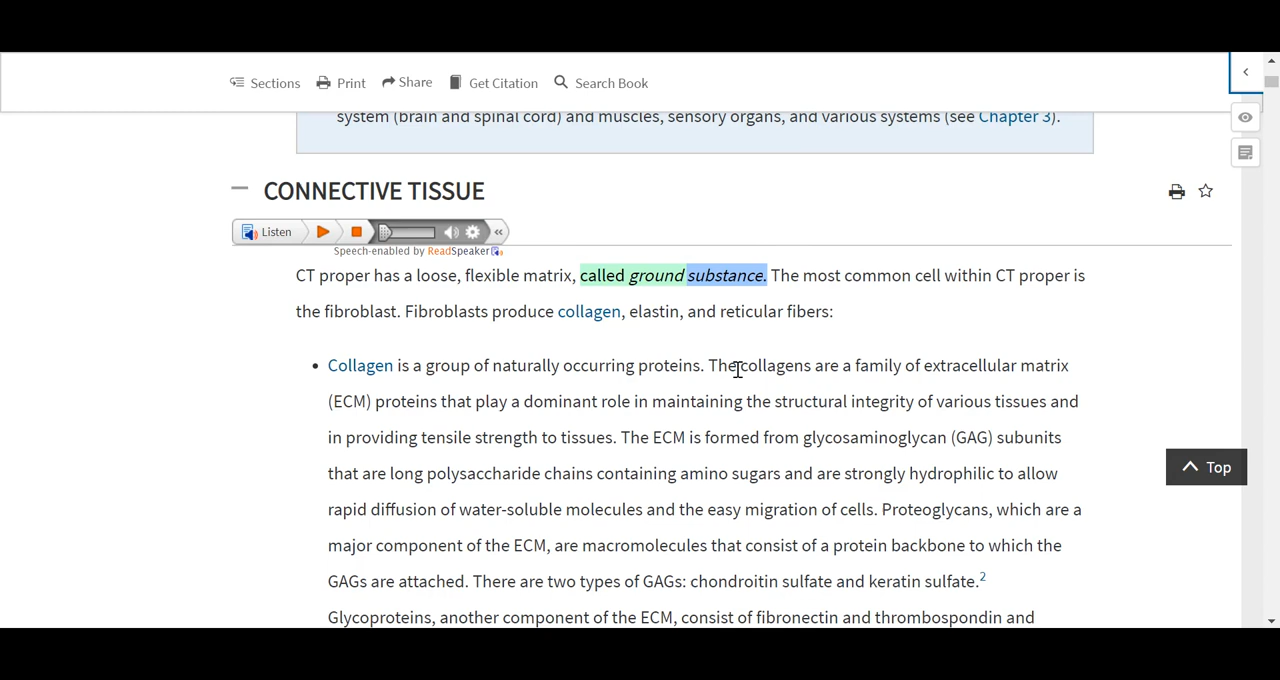 Sections Print Share Get Citation Search Book
system (brain and spinal cord) and muscles, sensory organs, and various systems (see Chapter 3).
CONNECTIVE TISSUE
Listen
Speech-enabled by ReadSpeaker
CT proper has a loose, flexible matrix, called ground substance. The most common cell within CT proper is
the fibroblast. Fibroblasts produce collagen, elastin, and reticular fibers:
• Collagen is a group of naturally occurring proteins. The collagens are a family of extracellular matrix
(ECM) proteins that play a dominant role in maintaining the structural integrity of various tissues and
in providing tensile strength to tissues. The ECM is formed from glycosaminoglycan (GAG) subunits
that are long polysaccharide chains containing amino sugars and are strongly hydrophilic to allow
rapid diffusion of water-soluble molecules and the easy migration of cells. Proteoglycans, which are a
major component of the ECM, are macromolecules that consist of a protein backbone to which the
GAGs are attached. There are two types of GAGs: chondroitin sulfate and keratin sulfate.2
Glycoproteins, another component of the ECM, consist of fibronectin and thrombospondin and
Top